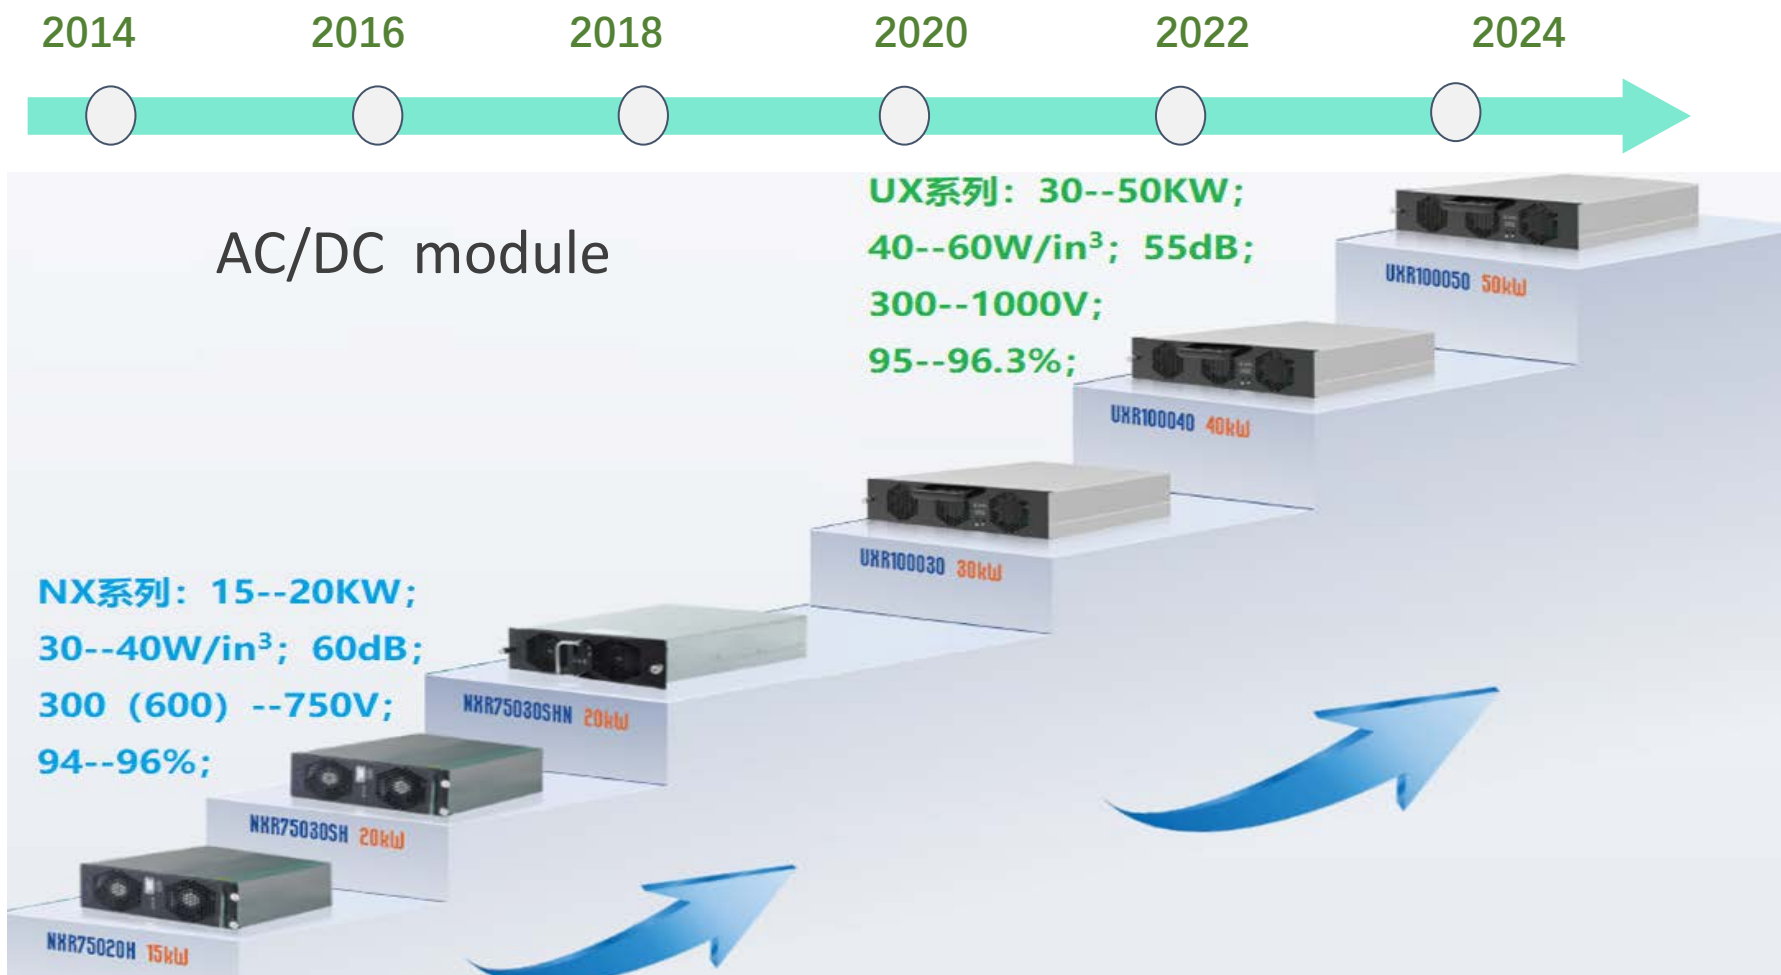 2014 2016 2018 2020 2022 2024
AC/DC module
UX系列：30--50KW；
40--60W/in³；55dB；
300--1000V；
95--96.3%；
UXR100050 50kW
UXR100040 40kW
UXR100030 30kW
NX系列：15--20KW；
30--40W/in³；60dB；
300（600）--750V；
94--96%；
NXR75030SHN 20kW
NXR75030SH 20kW
NXR75020H 15kW